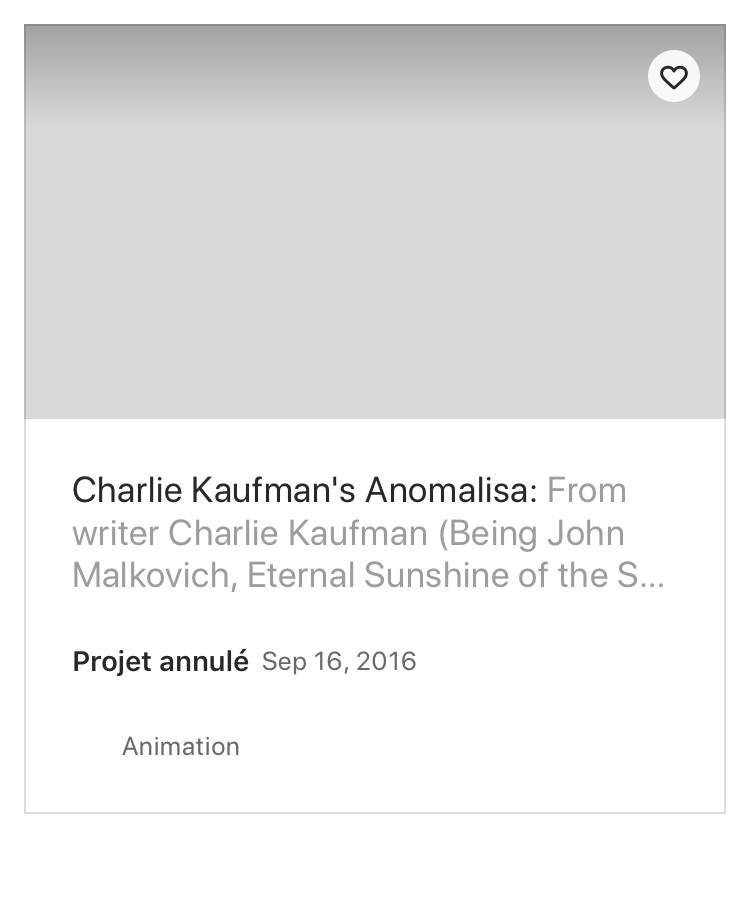 Charlie Kaufman's Anomalisa: From
writer Charlie Kaufman (Being John
Malkovich, Eternal Sunshine of the S...
Projet annulé Sep 16, 2016
Animation